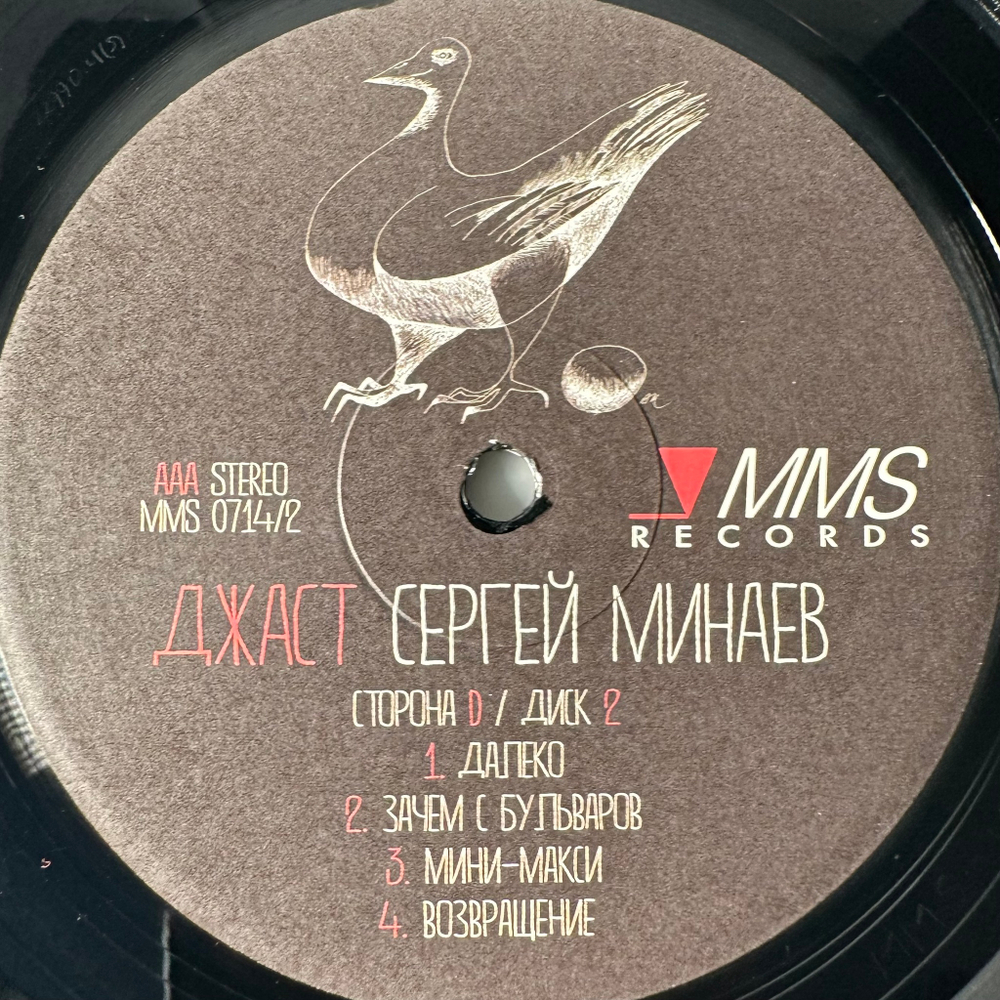 AAA STEREO
MMS 0714/2
MMS
RECORDS
ДЖАСТ СЕРГЕЙ МИНАЕВ
СТОРОНА D / ДИСК 2
1. ДАЛЕКО
2. ЗАЧЕМ С БУЛЬВАРОВ
3. МИНИ-МАКСИ
4. ВОЗВРАЩЕНИЕ